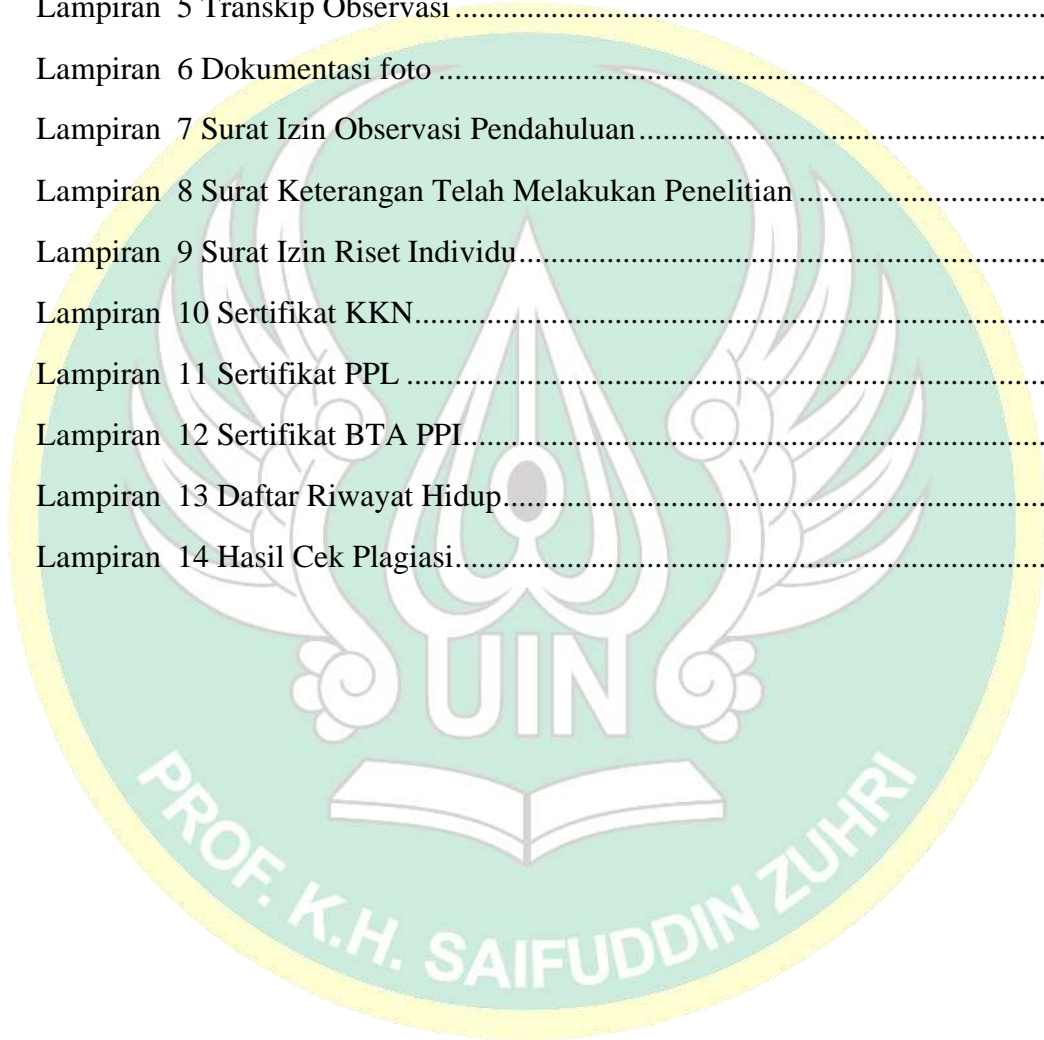 Lampiran 5 Transkip Observasi....................................................................................
Lampiran 6 Dokumentasi foto ....................................................................................
Lampiran 7 Surat Izin Observasi Pendahuluan.........................................................
Lampiran 8 Surat Keterangan Telah Melakukan Penelitian ...................................
Lampiran 9 Surat Izin Riset Individu.........................................................................
Lampiran 10 Sertifikat KKN.......................................................................................
Lampiran 11 Sertifikat PPL ........................................................................................
Lampiran 12 Sertifikat BTA PPI.................................................................................
Lampiran 13 Daftar Riwayat Hidup...........................................................................
Lampiran 14 Hasil Cek Plagiasi..................................................................................
UIN
PROF. K.H. SAIFUDDIN ZUHRI